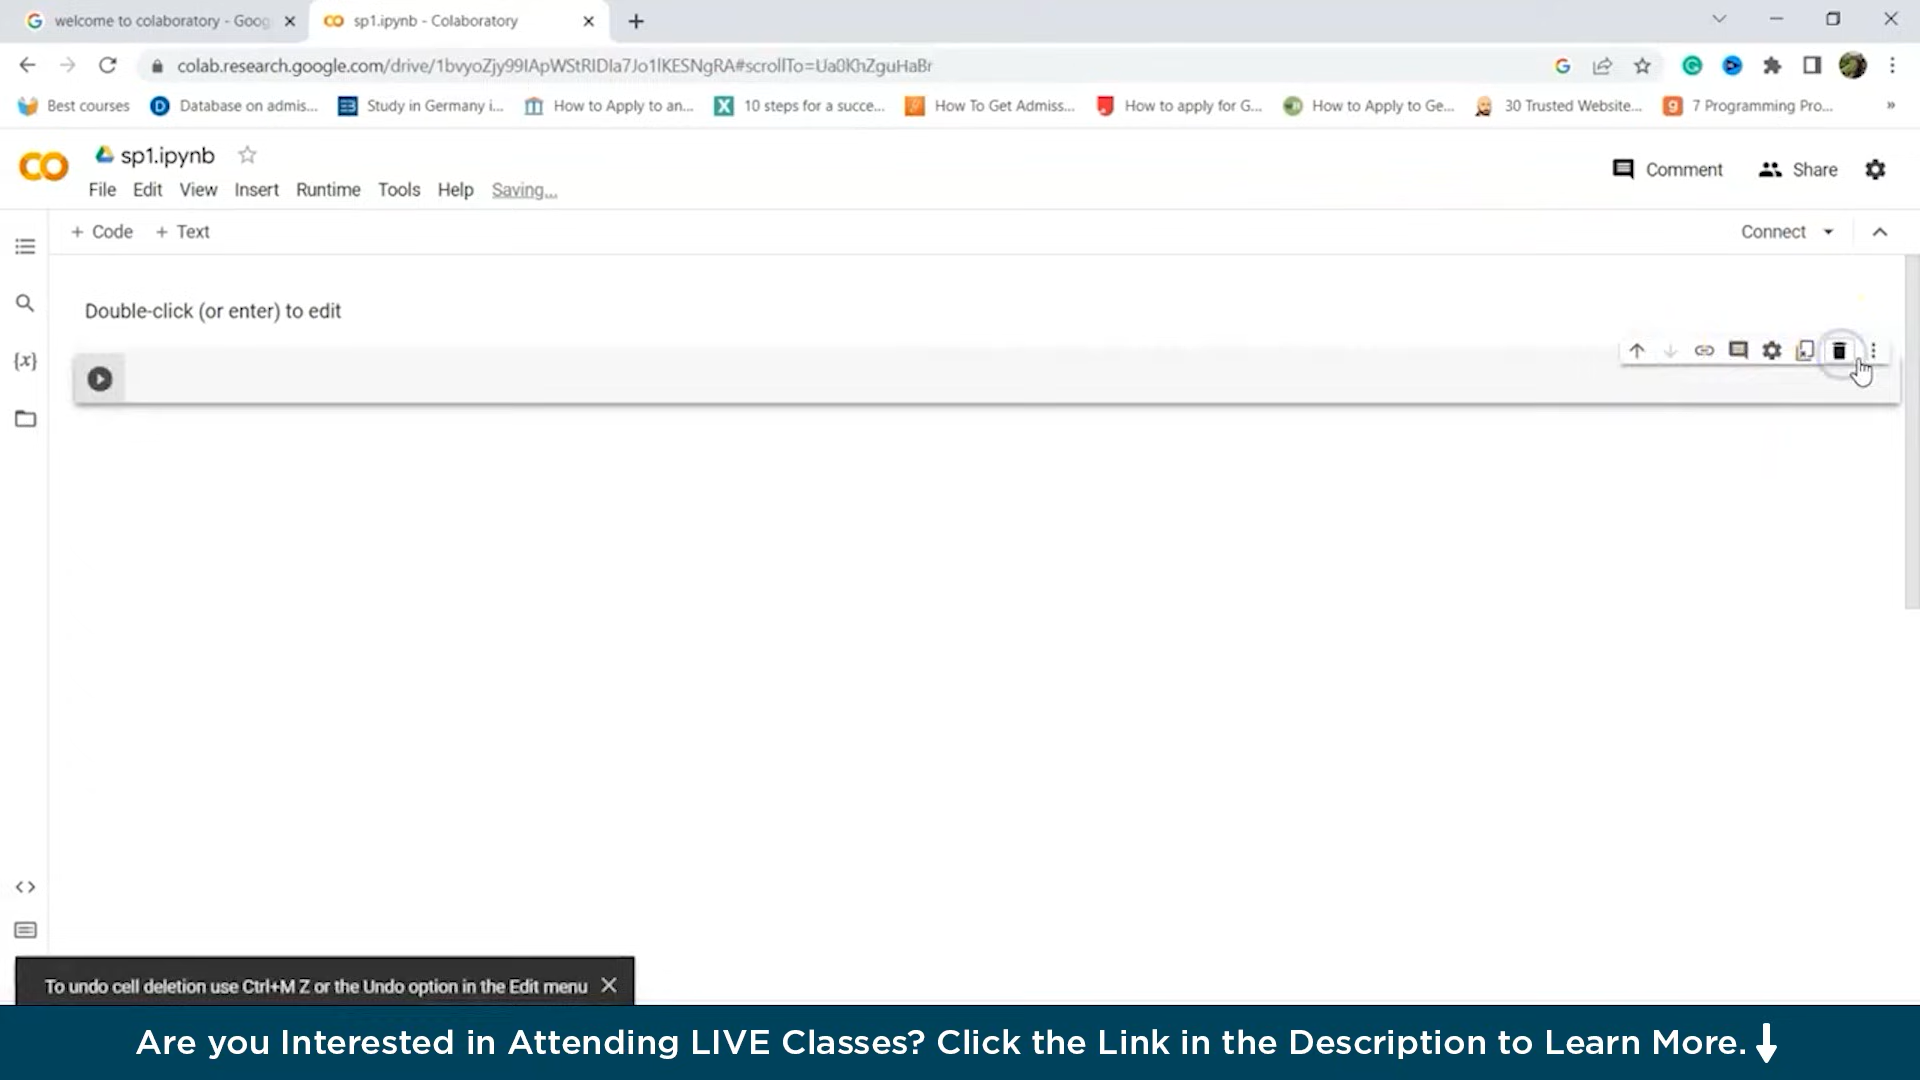 welcome to colaboratory - Goog
sp1.ipynb - Colaboratory
colab.research.google.com/drive/1bvyoZjy99IApWStRIDIa7Jo1lKESNgRA#scrollTo=Ua0KhZguHaBr
Best courses
Database on admis...
Study in Germany i...
How to Apply to an...
10 steps for a succe...
How To Get Admiss...
How to apply for G...
How to Apply to Ge...
30 Trusted Website...
7 Programming Pro...
»
sp1.ipynb
Comment
Share
File Edit View Insert Runtime Tools Help Saving...
+ Code + Text
Connect
Double-click (or enter) to edit
{x}
To undo cell deletion use Ctrl+M Z or the Undo option in the Edit menu
Are you Interested in Attending LIVE Classes? Click the Link in the Description to Learn More.